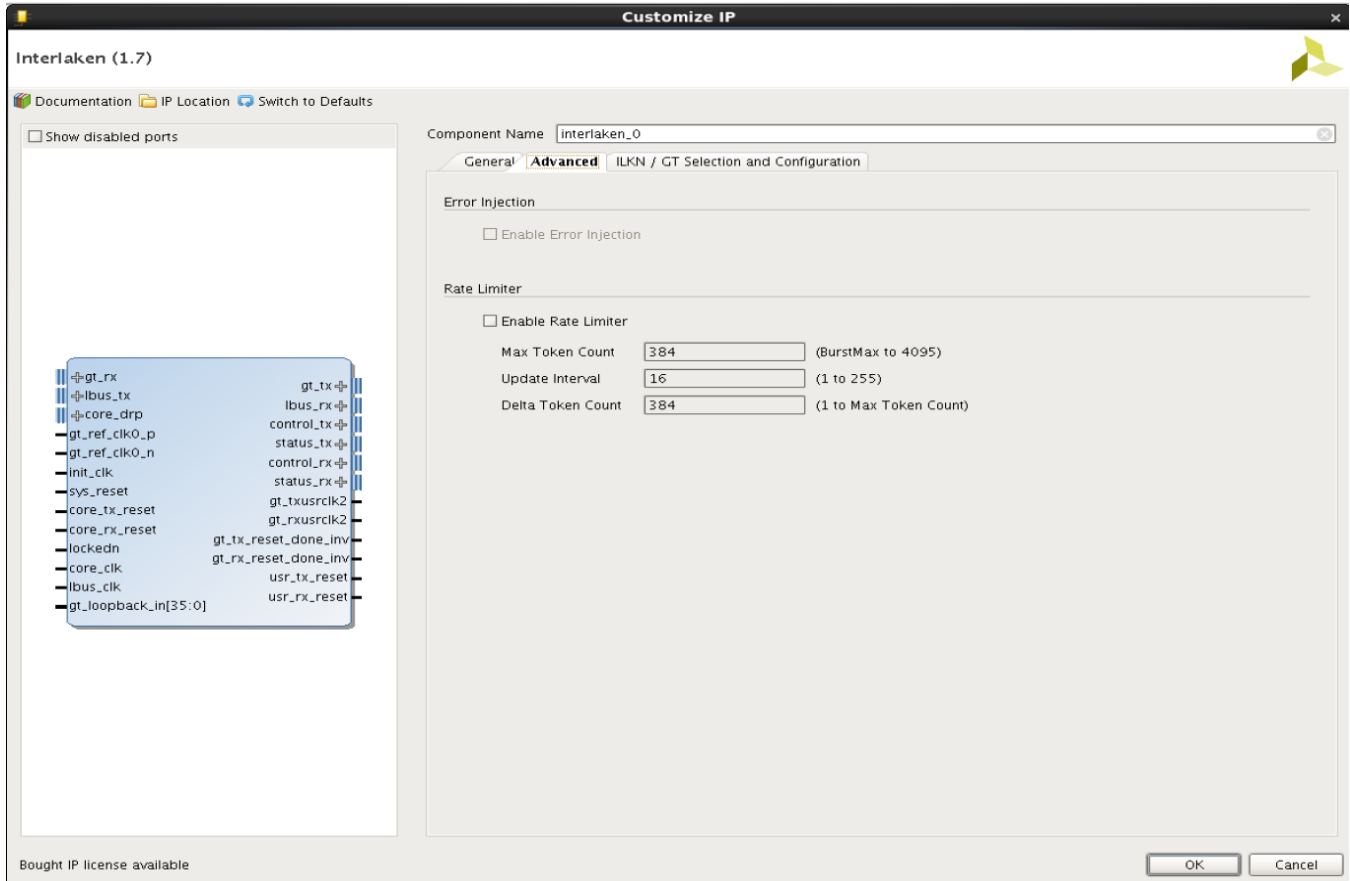 Customize IP
Interlaken (1.7)
Documentation IP Location Switch to Defaults
Show disabled ports
gt_rx
lbus_tx
core_drp
gt_ref_clk0_p
gt_ref_clk0_n
init_clk
sys_reset
core_tx_reset
core_rx_reset
lockedn
core_clk
lbus_clk
gt_loopback_in[35:0]
gt_tx
lbus_rx
control_tx
status_tx
control_rx
status_rx
gt_txusrclk2
gt_rxusrclk2
gt_tx_reset_done_inv
gt_rx_reset_done_inv
usr_tx_reset
usr_rx_reset
Component Name interlaken_0
General Advanced ILKN / GT Selection and Configuration
Error Injection
Enable Error Injection
Rate Limiter
Enable Rate Limiter
Max Token Count 384 (BurstMax to 4095)
Update Interval 16 (1 to 255)
Delta Token Count 384 (1 to Max Token Count)
Bought IP license available
OK Cancel